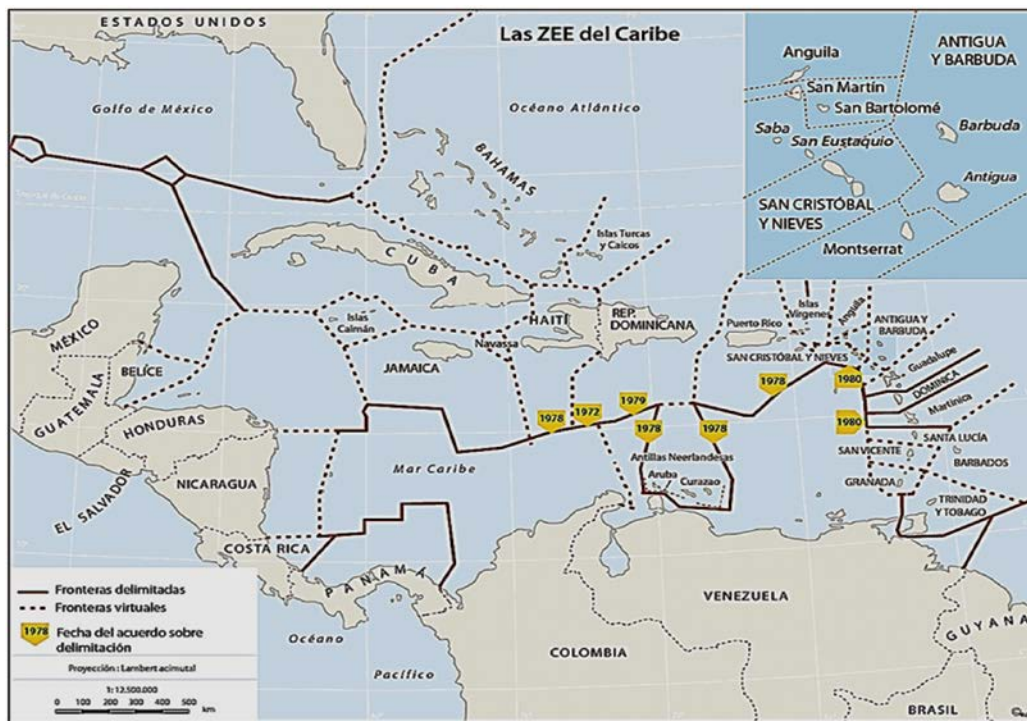 ESTADOS UNIDOS
Las ZEE del Caribe
Golfo de México
Océano Atlántico
BAHAMAS
Islas Turcas
y Caicos
CUBA
Islas
Caimán
HAITÍ
REP.
DOMINICANA
Navassa
JAMAICA
Puerto Rico
Islas
Vírgenes
Anguila
ANTIGUA Y
BARBUDA
SAN CRISTÓBAL Y NIEVES
Guadalupe
DOMINICA
Martinica
SANTA LUCÍA
SAN VICENTE
BARBADOS
GRANADA
TRINIDAD
Y TOBAGO
MÉXICO
BELÍCE
GUATEMALA
HONDURAS
EL SALVADOR
NICARAGUA
COSTA RICA
PANAMÁ
Mar Caribe
1978
1972
1979
1978
1978
1978
1980
1980
Antillas Neerlandesas
Aruba
Curazao
VENEZUELA
COLOMBIA
GUYANA
BRASIL
Océano
Pacífico
Anguila
ANTIGUA
Y BARBUDA
San Martín
San Bartolomé
Saba
San Eustaquio
Barbuda
Antigua
SAN CRISTÓBAL
Y NIEVES
Montserrat
Fronteras delimitadas
Fronteras virtuales
1978
Fecha del acuerdo sobre
delimitación
Proyección : Lambert acimutal
1: 12.500.000
0 100 200 300 400 500
km